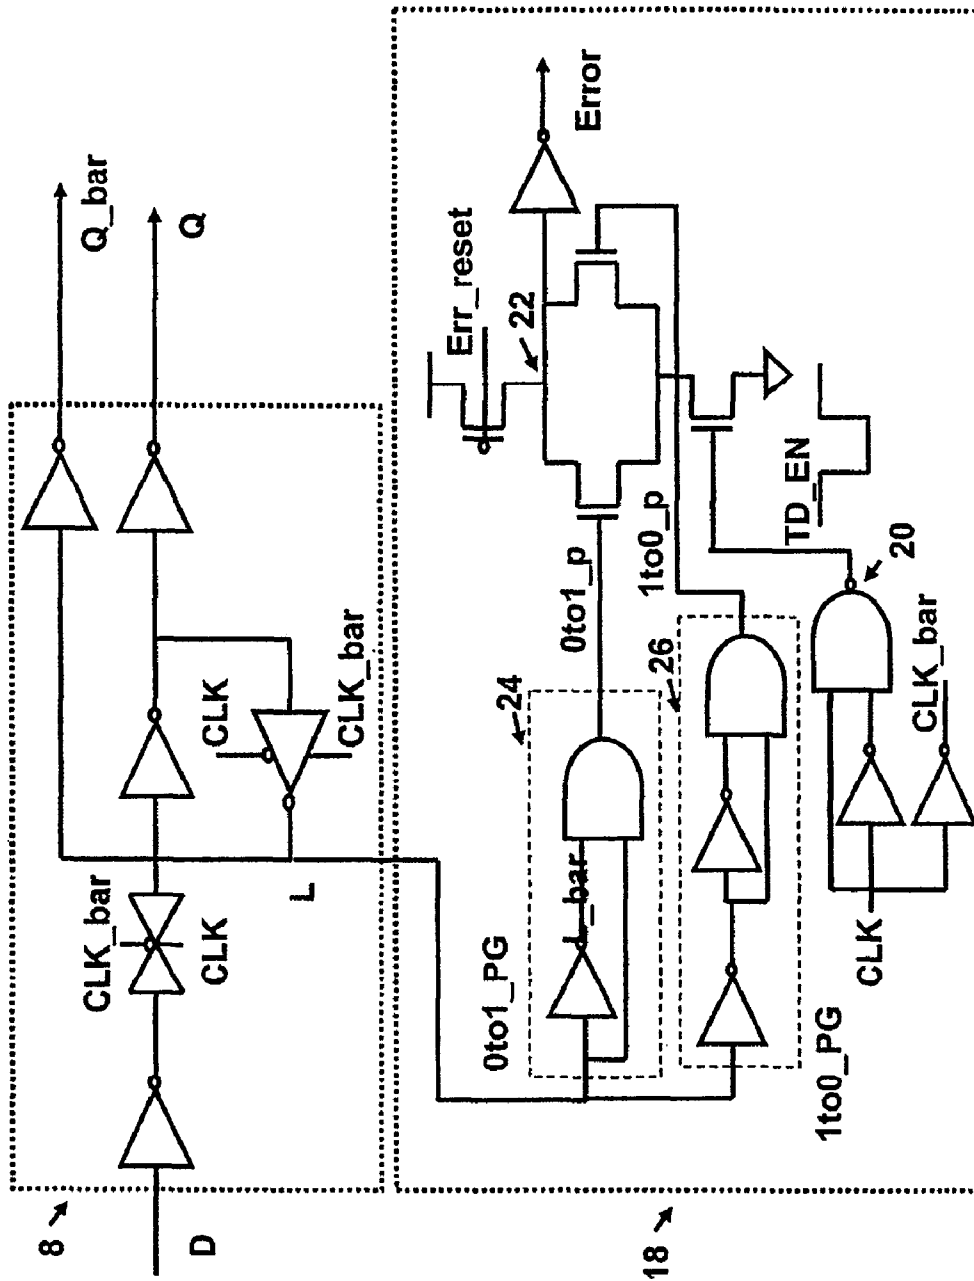 8
D
CLK_bar
CLK
L
CLK
CLK_bar
Q_bar
Q
18
0to1_PG
L_bar
24
0to1_p
1to0_PG
26
1to0_p
CLK
CLK_bar
20
TD_EN
Err_reset
22
Error